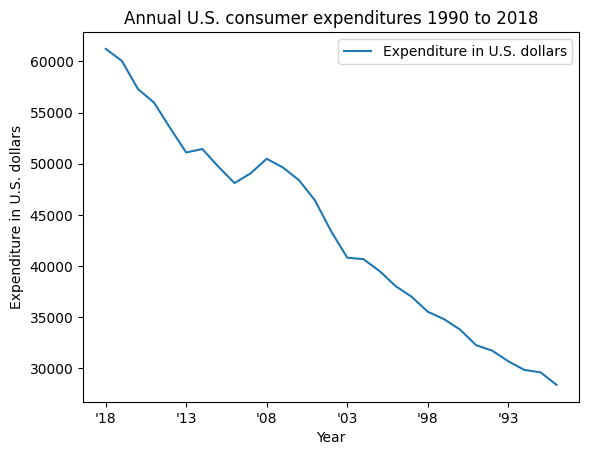 Annual U.S. consumer expenditures 1990 to 2018
Expenditure in U.S. dollars
Expenditure in U.S. dollars
60000
55000
50000
45000
40000
35000
30000
'18 '13 '08 '03 '98 '93
Year